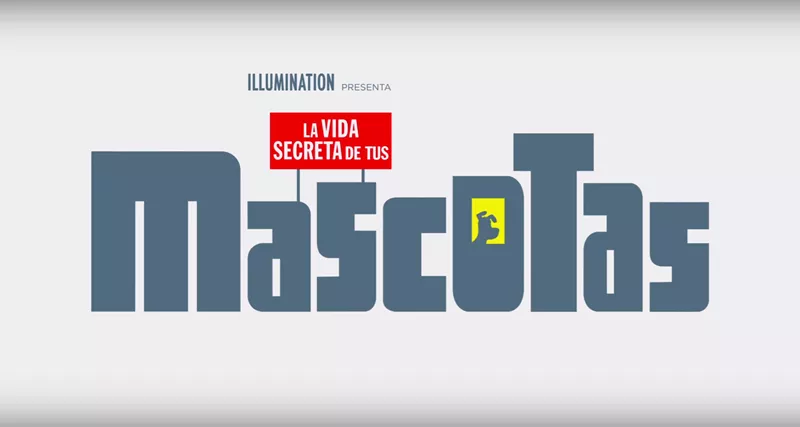 ILLUMINATION PRESENTA
LA VIDA
SECRETA DE TUS
mascoTas